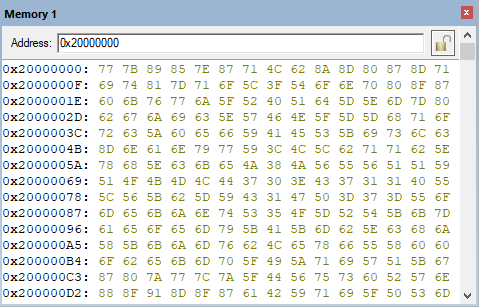 Memory 1
Address: 0x20000000
0x20000000: 77 7B 89 85 7E 87 71 4C 62 8A 8D 80 87 8D 71
0x2000000F: 69 74 81 7D 71 6F 5C 3F 54 6F 6E 70 80 8F 87
0x2000001E: 60 6B 76 77 6A 5F 52 40 51 64 5D 5E 6D 7D 80
0x2000002D: 62 67 6A 69 63 5E 57 46 4E 5F 5D 5D 68 71 6F
0x2000003C: 72 63 5A 60 65 66 59 41 45 53 5B 69 73 6C 63
0x2000004B: 8D 6E 61 6E 79 77 59 3C 4C 5C 62 71 71 62 5E
0x2000005A: 78 68 5E 63 6B 65 4A 38 4A 56 55 56 51 51 59
0x20000069: 51 4F 4B 4D 4C 44 37 30 3E 43 37 31 31 40 55
0x20000078: 5C 56 5B 62 5D 59 43 31 47 50 3D 37 3D 55 6F
0x20000087: 6D 65 6B 6A 6E 74 53 35 4F 5D 52 54 5B 6B 7D
0x20000096: 61 65 6F 65 6D 79 5B 41 5B 6D 62 5E 63 68 6A
0x200000A5: 58 5B 6B 6A 6D 76 62 4C 65 78 66 55 58 60 60
0x200000B4: 6F 62 65 6B 6D 70 5F 49 5A 71 69 57 51 5B 67
0x200000C3: 87 80 7A 77 7C 7A 5F 44 56 75 73 60 52 57 6E
0x200000D2: 88 8F 91 8D 8F 87 61 42 59 71 69 5F 50 53 6D